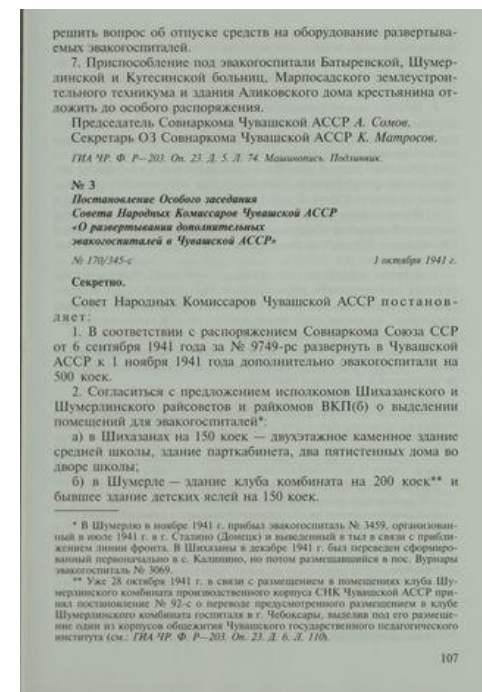 решить вопрос об отпуске средств на оборудование развертыва-
емых эвакогоспиталей.
7. Приспособление под эвакогоспитали Батыревской, Шумер-
линской и Кугесинской больниц, Марпосадского землеустрои-
тельного техникума и здания Аликовского дома крестьянина от-
ложить до особого распоряжения.
Председатель Совнаркома Чувашской АССР А. Сомов.
Секретарь ОЗ Совнаркома Чувашской АССР К. Матросов.
ГИА ЧР. Ф. Р—203. Оп. 23. Д. 5. Л. 74. Машинопись. Подлинник.
№ 3
Постановление Особого заседания
Совета Народных Комиссаров Чувашской АССР
«О развертывании дополнительных
эвакогоспиталей в Чувашской АССР»
№ 170/345-с 1 октября 1941 г.
Секретно.
Совет Народных Комиссаров Чувашской АССР постанов-
ляет:
1. В соответствии с распоряжением Совнаркома Союза ССР
от 6 сентября 1941 года за № 9749-рс развернуть в Чувашской
АССР к 1 ноября 1941 года дополнительно эвакогоспитали на
500 коек.
2. Согласиться с предложением исполкомов Шихазанского и
Шумерлинского райсоветов и райкомов ВКП(б) о выделении
помещений для эвакогоспиталей*:
а) в Шихазанах на 150 коек — двухэтажное каменное здание
средней школы, здание парткабинета, два пятистенных дома во
дворе школы;
б) в Шумерле — здание клуба комбината на 200 коек** и
бывшее здание детских яслей на 150 коек.
* В Шумерлю в ноябре 1941 г. прибыл эвакогоспиталь № 3459, организован-
ный в июле 1941 г. в г. Сталино (Донецк) и выведенный в тыл в связи с прибли-
жением линии фронта. В Шихазаны в декабре 1941 г. был переведен сформиро-
ванный первоначально в с. Калинино, но потом размещавшийся в пос. Вурнары
эвакогоспиталь № 3069.
** Уже 28 октября 1941 г. в связи с размещением в помещениях клуба Шу-
мерлинского комбината производственного корпуса СНК Чувашской АССР при-
нял постановление № 92-с о переводе предусмотренного размещением в клубе
Шумерлинского комбината госпиталя в г. Чебоксары, выделив под его размеще-
ние один из корпусов общежития Чувашского государственного педагогического
института (см.: ГИА ЧР. Ф. Р—203. Оп. 23. Д. 6. Л. 110).
107